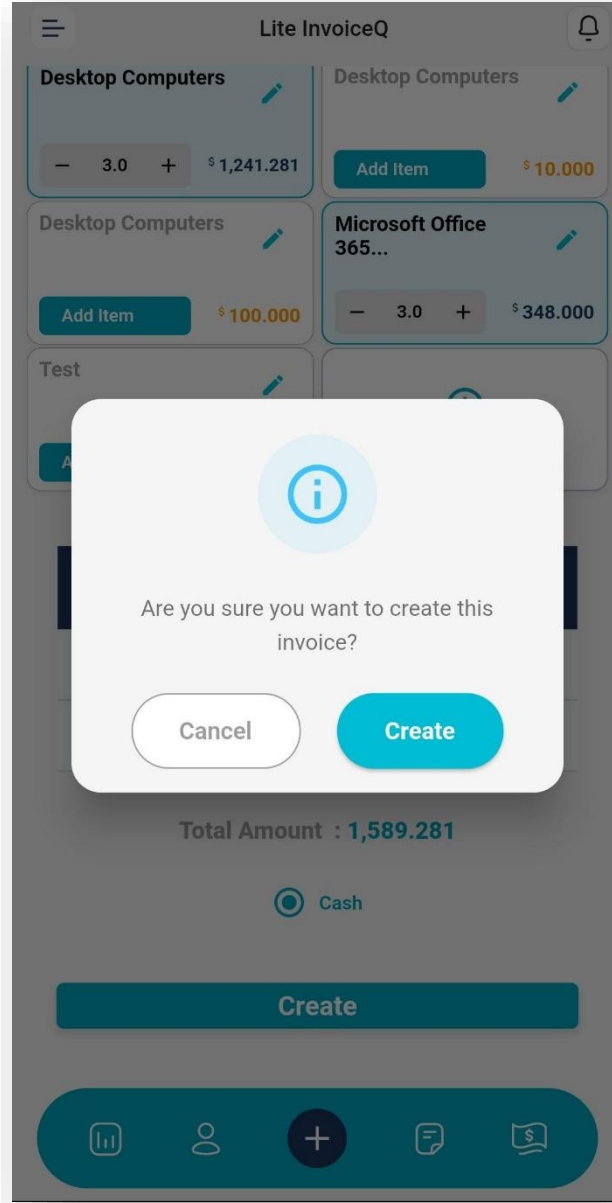 Lite InvoiceQ
Desktop Computers
Desktop Computers
− 3.0 + $ 1,241.281
Add Item $ 10.000
Desktop Computers
Microsoft Office
365...
Add Item $ 100.000
− 3.0 + $ 348.000
Test
A
Are you sure you want to create this
invoice?
Cancel
Create
Total Amount : 1,589.281
Cash
Create